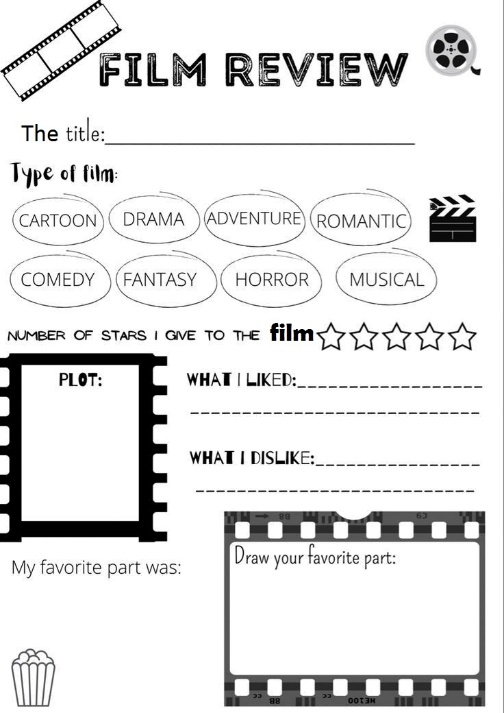 FILM REVIEW
The title:
Type of film:
CARTOON DRAMA ADVENTURE ROMANTIC
COMEDY FANTASY HORROR MUSICAL
NUMBER OF STARS I GIVE TO THE film
PLOT:
WHAT I LIKED:
WHAT I DISLIKE:
My favorite part was:
Draw your favorite part: